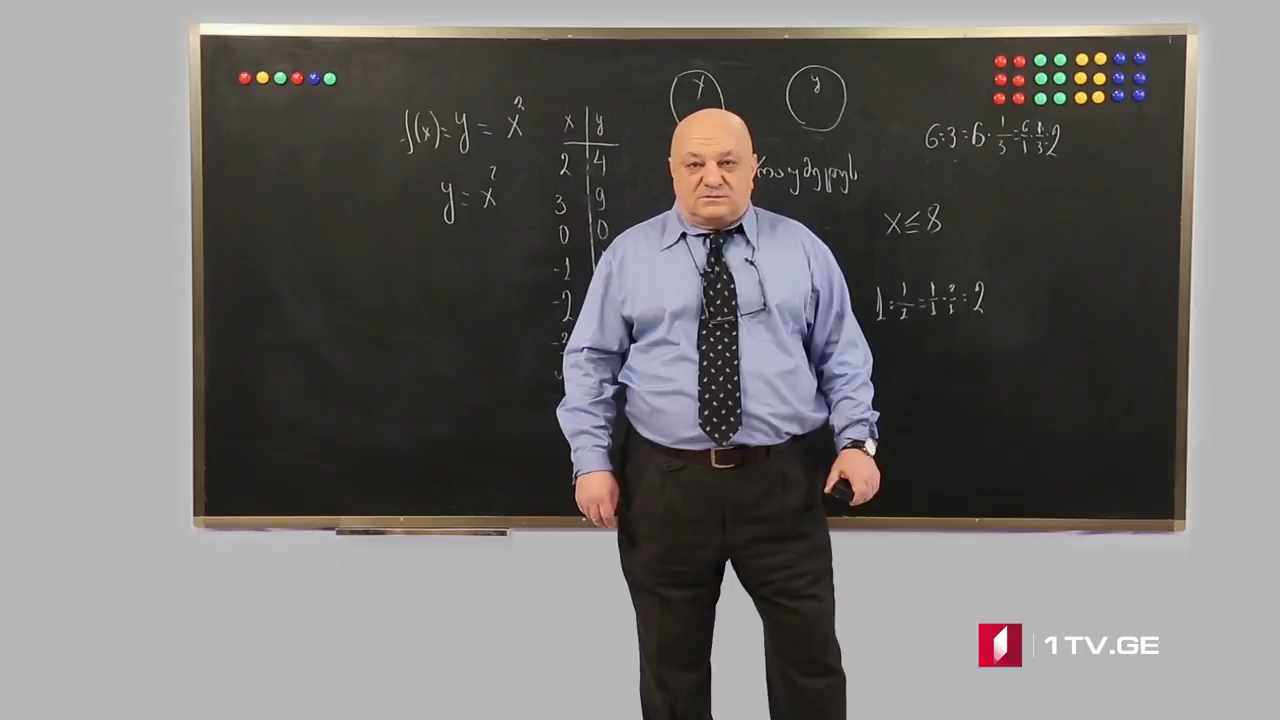 f(x) = y = x²
y = x²
x y
2 4
3 9
0 0
-1
-2
x
y
6:3=6·1/3=6/1·1/3=2
x ≤ 8
1:1/2=1/1·2/1=2
1TV.GE